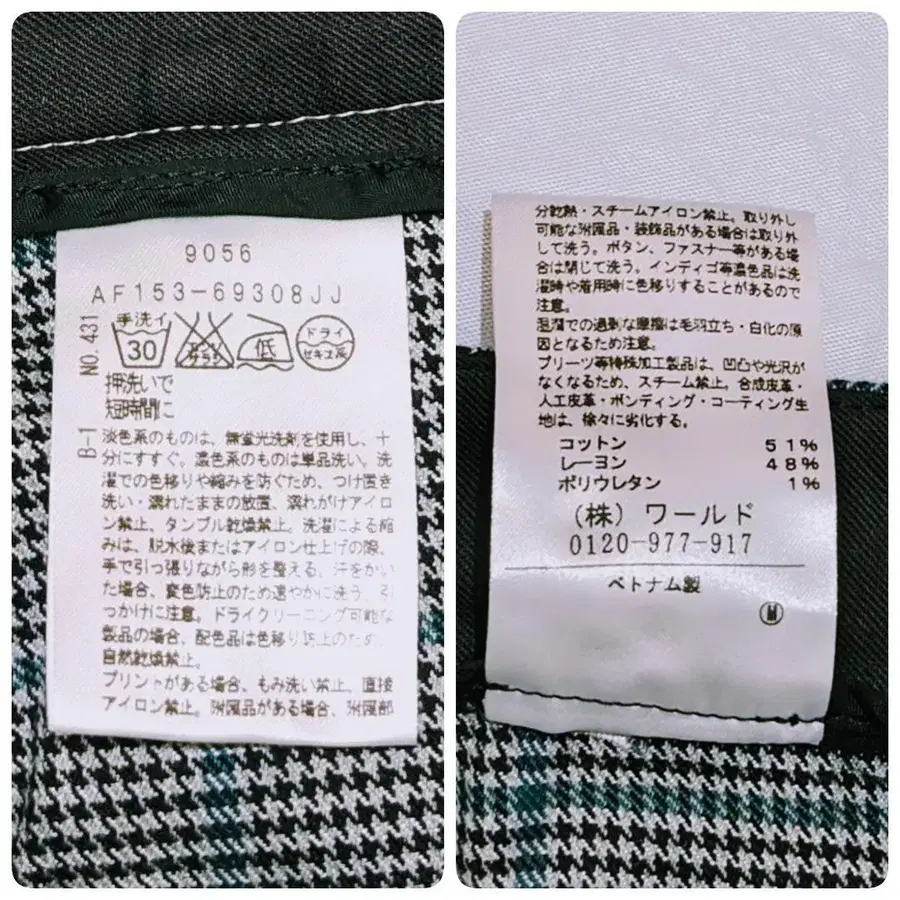 9056
AF153-69308JJ
NO. 431
手洗イ
30
エンソ
サラシ
低
ドライ
セキユ系
押洗いで
短時間に
B-1
淡色系のものは、無蛍光洗剤を使用し、十
分にすすぐ。濃色系のものは単品洗い。洗
濯での色移りや縮みを防ぐため、つけ置き
洗い・濡れたままの放置、濡れがけアイロ
ン禁止、タンブル乾燥禁止。洗濯による縮
みは、脱水後またはアイロン仕上げの際、
手で引っ張りながら形を整える。汗をかい
た場合、変色防止のため速やかに洗う。引
っかけに注意。ドライクリーニング可能な
製品の場合、配色品は色移り防止のため、
自然乾燥禁止。
プリントがある場合、もみ洗い禁止。直接
アイロン禁止。附属品がある場合、附属部
分乾熱・スチームアイロン禁止。取り外し
可能な附属品・装飾品がある場合は取り外
して洗う。ボタン、ファスナー等がある場
合は閉じて洗う。インディゴ等濃色品は洗
濯時や着用時に色移りすることがあるので
注意。
湿潤での過剰な摩擦は毛羽立ち・白化の原
因となるため注意。
プリーツ等特殊加工製品は、凹凸や光沢が
なくなるため、スチーム禁止。合成皮革・
人工皮革・ボンディング・コーティング生
地は、徐々に劣化する。
コットン 51%
レーヨン 48%
ポリウレタン 1%
(株)ワールド
0120-977-917
ベトナム製
W